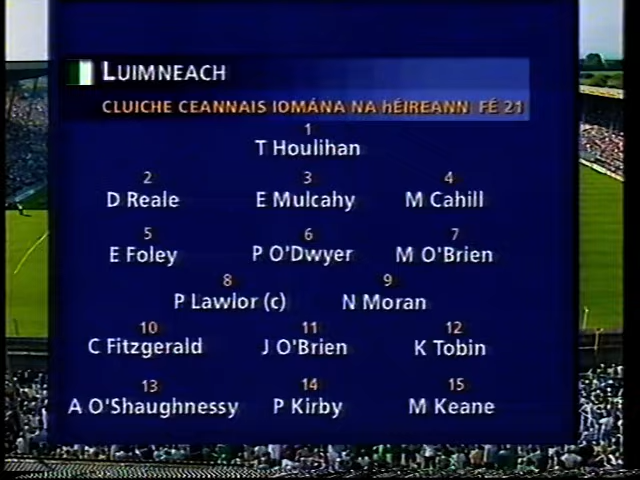 LUIMNEACH
CLUICHE CEANNAIS IOMÁNA NA hÉIREANN FÉ 21
1
T Houlihan
2 3 4
D Reale E Mulcahy M Cahill
5 6 7
E Foley P O'Dwyer M O'Brien
8 9
P Lawlor (c) N Moran
10 11 12
C Fitzgerald J O'Brien K Tobin
13 14 15
A O'Shaughnessy P Kirby M Keane